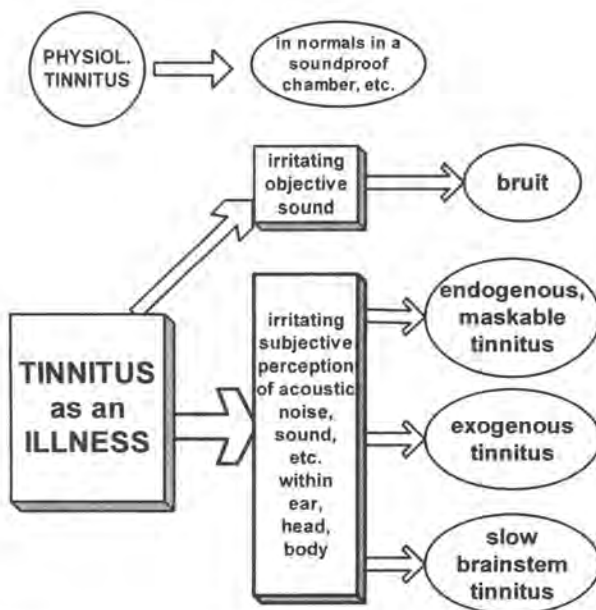 PHYSIOL.
TINNITUS
in normals in a
soundproof
chamber, etc.
irritating
objective
sound
bruit
TINNITUS
as an
ILLNESS
irritating
subjective
perception
of acoustic
noise,
sound,
etc.
within
ear,
head,
body
endogenous,
maskable
tinnitus
exogenous
tinnitus
slow
brainstem
tinnitus